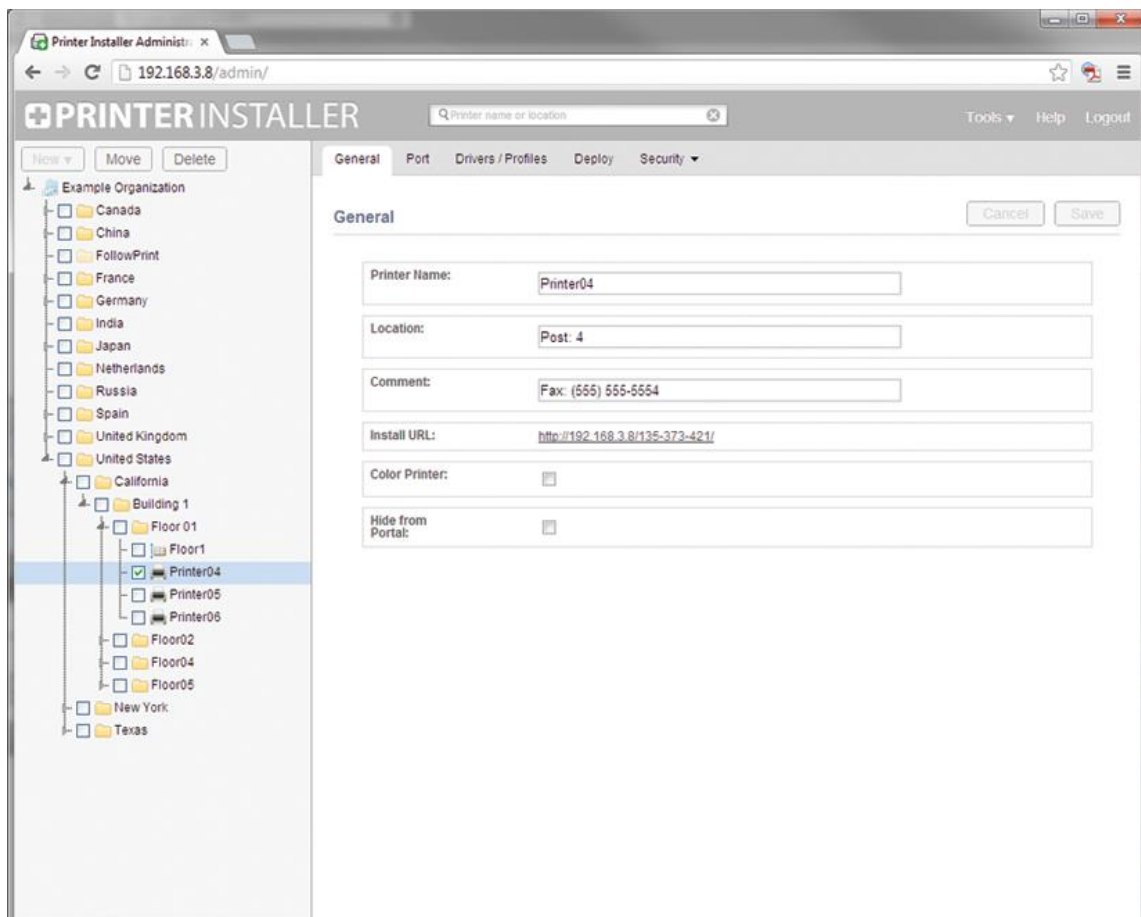 Printer Installer Administr
192.168.3.8/admin/
PRINTER INSTALLER
Printer name or location
Tools Help Logout
New Move Delete
General Port Drivers / Profiles Deploy Security
Example Organization
Canada
China
FollowPrint
France
Germany
India
Japan
Netherlands
Russia
Spain
United Kingdom
United States
California
Building 1
Floor 01
Floor1
Printer04
Printer05
Printer06
Floor02
Floor04
Floor05
New York
Texas
General
Cancel Save
Printer Name:
Printer04
Location:
Post: 4
Comment:
Fax: (555) 555-5554
Install URL:
http://192.168.3.8/135-373-421/
Color Printer:
Hide from
Portal: